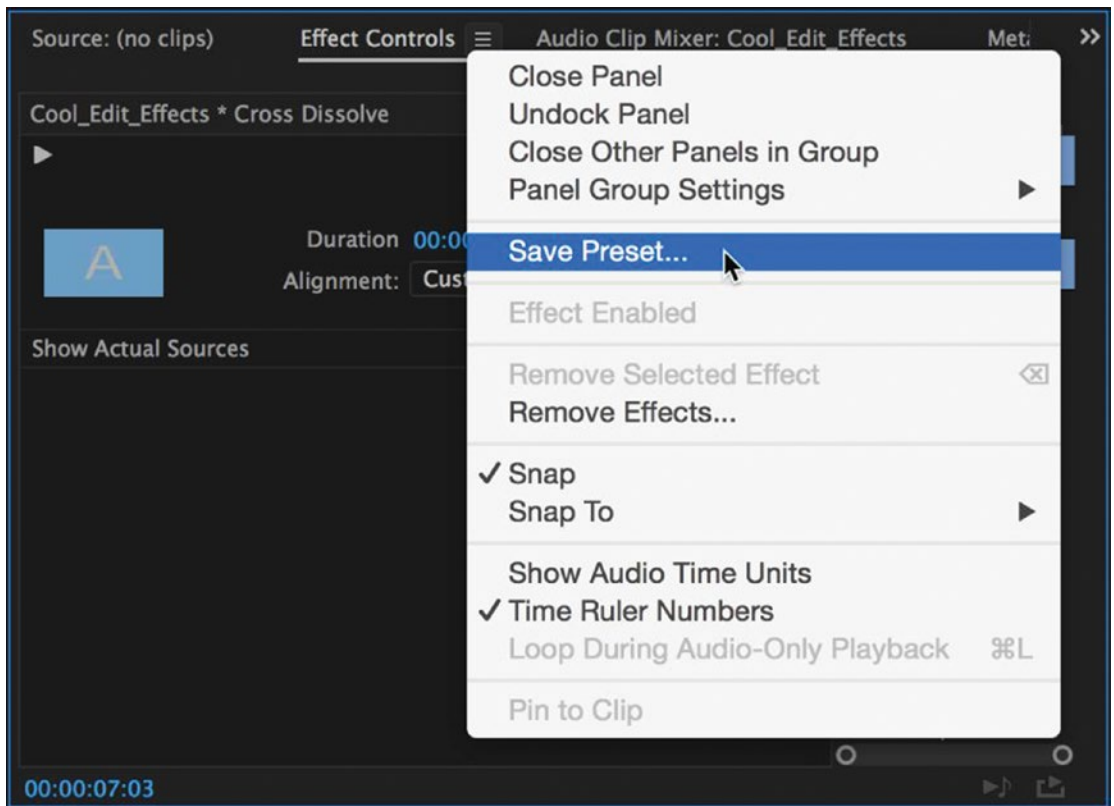 Source: (no clips) Effect Controls Audio Clip Mixer: Cool_Edit_Effects
Close Panel
Cool_Edit_Effects * Cross Dissolve
Undock Panel
Close Other Panels in Group
Panel Group Settings
Duration
Save Preset...
A
Alignment:
Effect Enabled
Show Actual Sources
Remove Selected Effect
Remove Effects...
✓ Snap
Snap To
Show Audio Time Units
✓ Time Ruler Numbers
Loop During Audio-Only Playback ⌘L
Pin to Clip
00:00:07:03